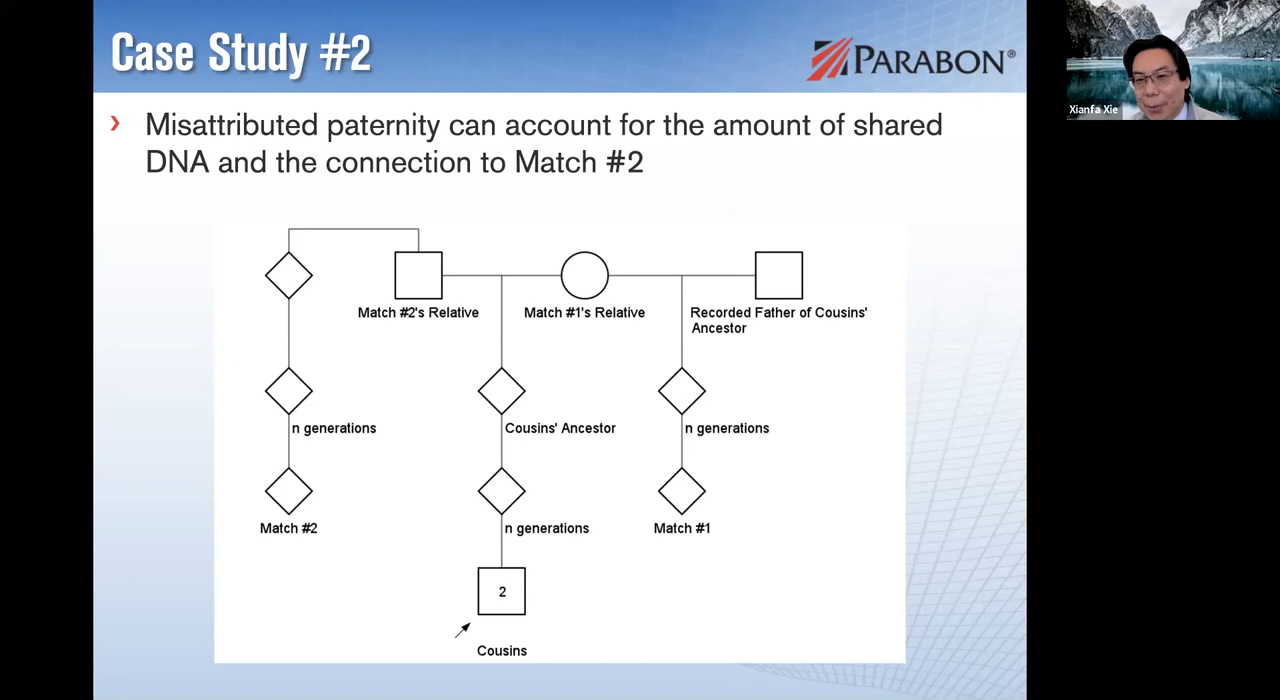 Case Study #2
PARABON®
Xianfa Xie
› Misattributed paternity can account for the amount of shared
DNA and the connection to Match #2
Match #2's Relative
Match #1's Relative
Recorded Father of Cousins'
Ancestor
n generations
Cousins' Ancestor
n generations
Match #2
n generations
Match #1
2
Cousins